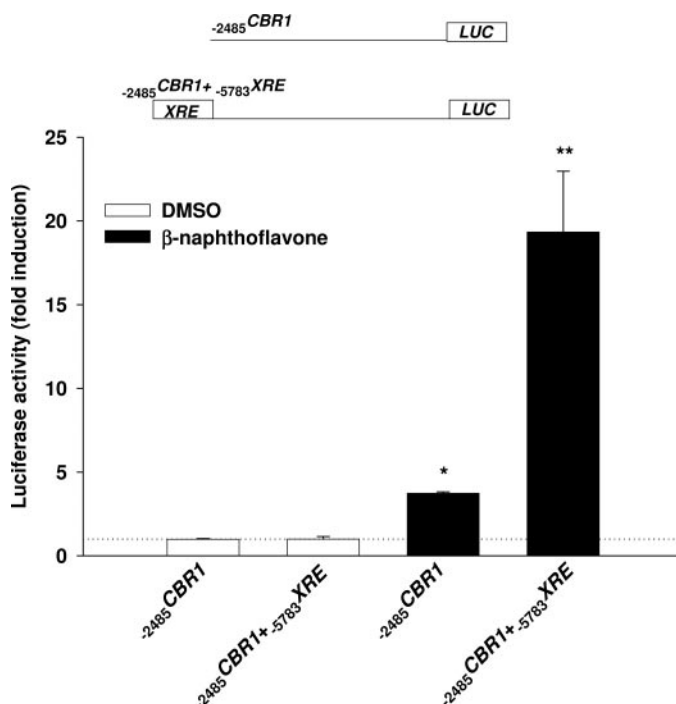 -2485CBR1
LUC
-2485CBR1+ -5783XRE
XRE
LUC
25
20
15
10
5
0
Luciferase activity (fold induction)
DMSO
β-naphthoflavone
*
**
-2485CBR1
-2485CBR1+ -5783XRE
-2485CBR1
-2485CBR1+ -5783XRE